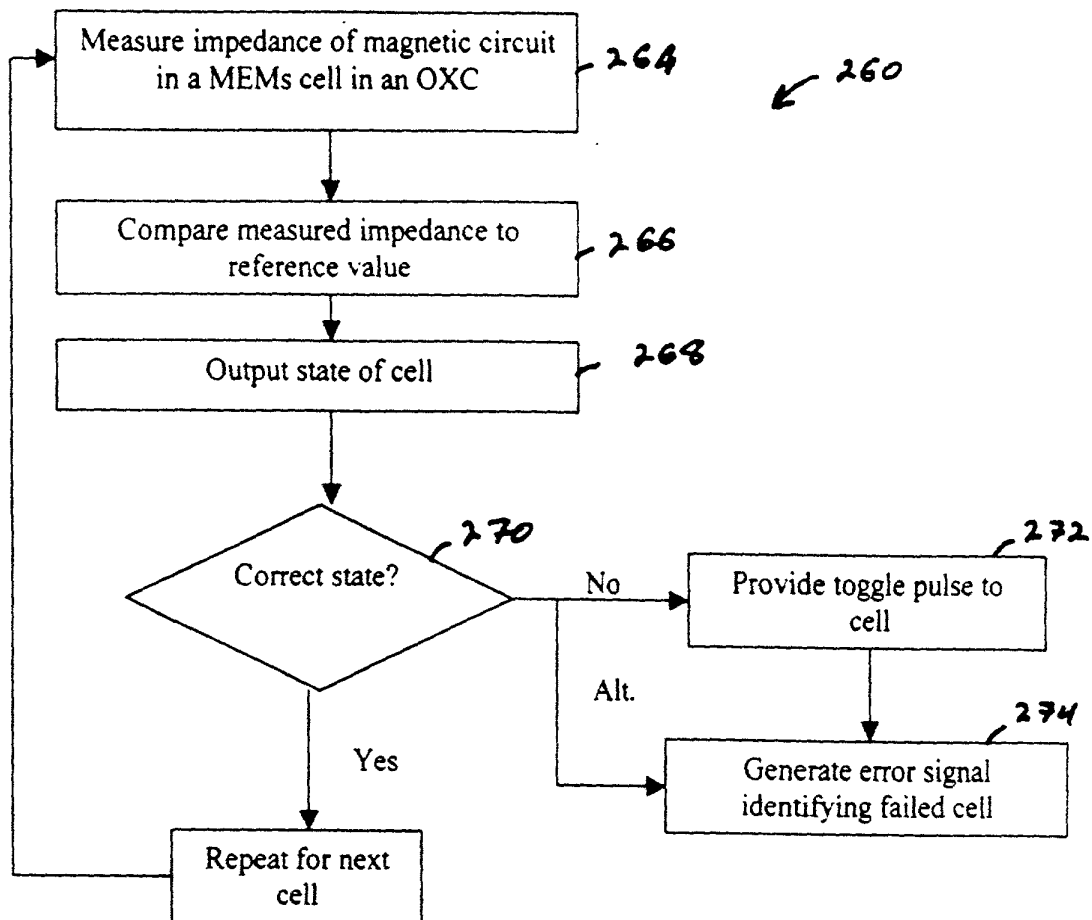 Measure impedance of magnetic circuit
in a MEMs cell in an OXC
264
260
Compare measured impedance to
reference value
266
Output state of cell
268
Correct state?
270
No
Alt.
Yes
Provide toggle pulse to
cell
272
Generate error signal
identifying failed cell
274
Repeat for next
cell